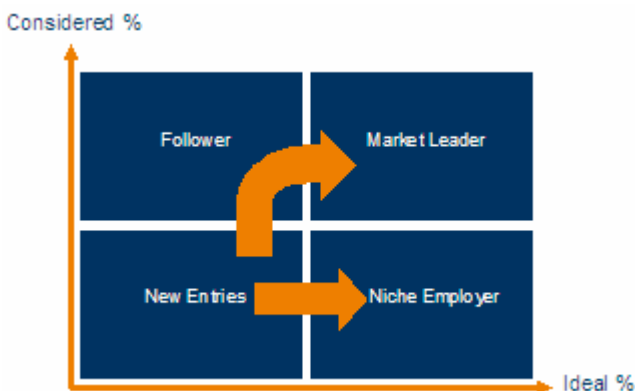 Considered %
Follower
Market Leader
New Entries
Niche Employer
Ideal %